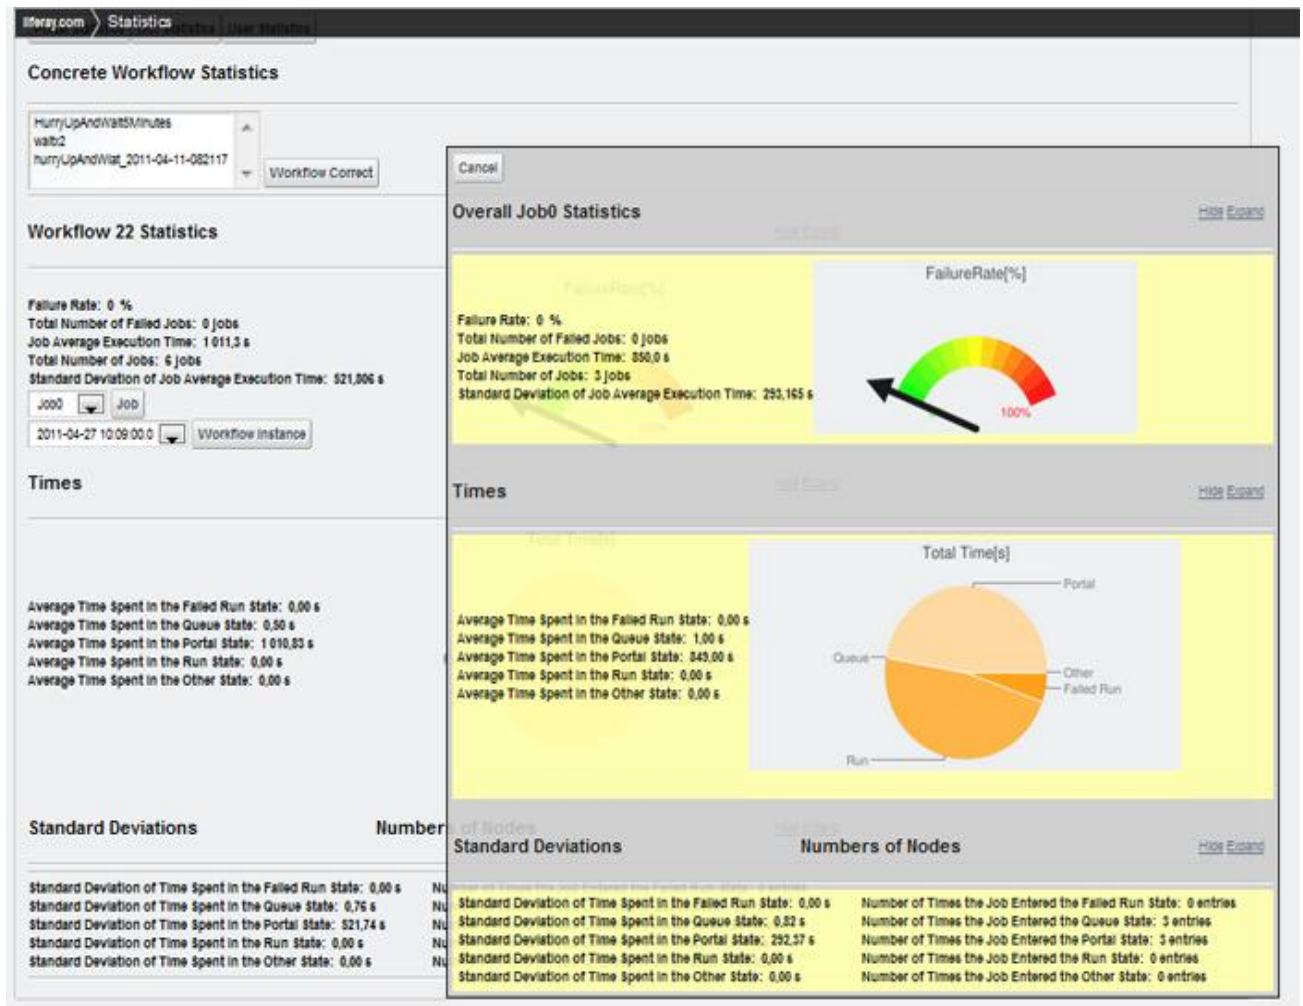 liferay.com Statistics
User Statistics
Concrete Workflow Statistics
HurryUpAndWait5Minutes
waitx2
hurryUpAndWiat_2011-04-11-082117
Workflow Correct
Workflow 22 Statistics
Failure Rate: 0 %
Total Number of Failed Jobs: 0 jobs
Job Average Execution Time: 1 011,3 s
Total Number of Jobs: 6 jobs
Standard Deviation of Job Average Execution Time: 521,806 s
Job0 Job
2011-04-27 10:09:00.0 Workflow Instance
Times
Average Time Spent in the Failed Run State: 0,00 s
Average Time Spent in the Queue State: 0,50 s
Average Time Spent in the Portal State: 1 010,83 s
Average Time Spent in the Run State: 0,00 s
Average Time Spent in the Other State: 0,00 s
Standard Deviations Numbers of Nodes
Standard Deviation of Time Spent in the Failed Run State: 0,00 s
Standard Deviation of Time Spent in the Queue State: 0,76 s
Standard Deviation of Time Spent in the Portal State: 521,74 s
Standard Deviation of Time Spent in the Run State: 0,00 s
Standard Deviation of Time Spent in the Other State: 0,00 s
Cancel
Overall Job0 Statistics Hide Expand
FailureRate[%]
Failure Rate: 0 %
Total Number of Failed Jobs: 0 jobs
Job Average Execution Time: 850,0 s
Total Number of Jobs: 3 jobs
Standard Deviation of Job Average Execution Time: 293,165 s
100%
Times Hide Expand
Total Time[s]
Portal
Queue
Other
Failed Run
Run
Average Time Spent in the Failed Run State: 0,00 s
Average Time Spent in the Queue State: 1,00 s
Average Time Spent in the Portal State: 849,00 s
Average Time Spent in the Run State: 0,00 s
Average Time Spent in the Other State: 0,00 s
Standard Deviations Numbers of Nodes Hide Expand
Standard Deviation of Time Spent in the Failed Run State: 0,00 s Number of Times the Job Entered the Failed Run State: 0 entries
Standard Deviation of Time Spent in the Queue State: 0,82 s Number of Times the Job Entered the Queue State: 3 entries
Standard Deviation of Time Spent in the Portal State: 292,37 s Number of Times the Job Entered the Portal State: 3 entries
Standard Deviation of Time Spent in the Run State: 0,00 s Number of Times the Job Entered the Run State: 0 entries
Standard Deviation of Time Spent in the Other State: 0,00 s Number of Times the Job Entered the Other State: 0 entries